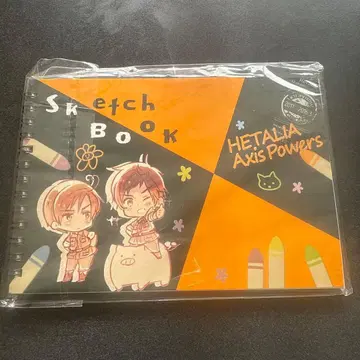 Sketch
BOOK
HETALIA
Axis Powers